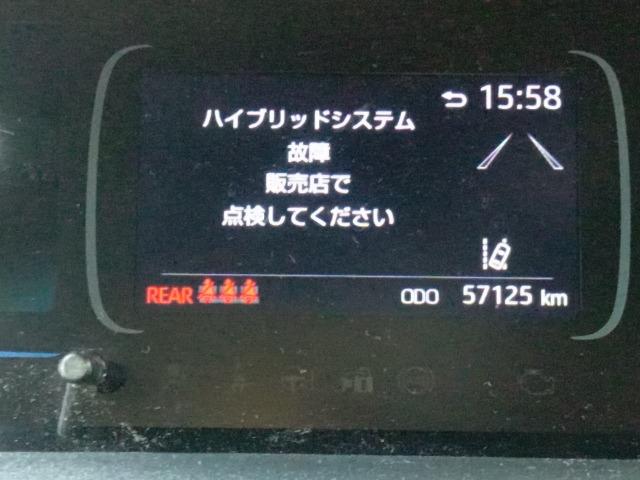 15:58
ハイブリッドシステム
故障
販売店で
点検してください
REAR
ODO 57125 km